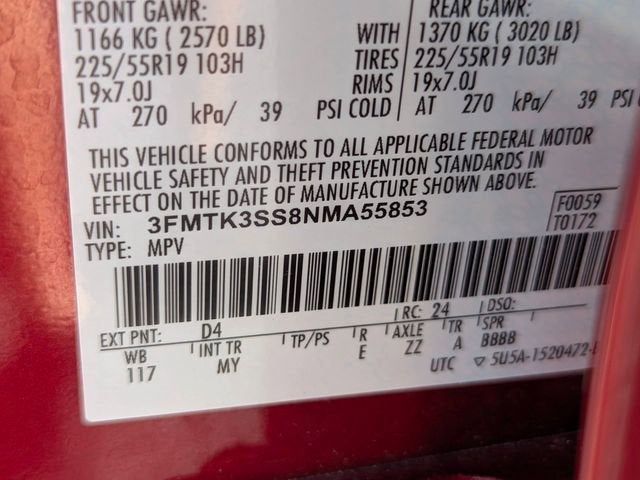 FRONT GAWR: REAR GAWR:
1166 KG ( 2570 LB) WITH 1370 KG ( 3020 LB)
225/55R19 103H TIRES 225/55R19 103H
19x7.0J RIMS 19x7.0J
AT 270 kPa/ 39 PSI COLD AT 270 kPa/ 39 PSI
THIS VEHICLE CONFORMS TO ALL APPLICABLE FEDERAL MOTOR
VEHICLE SAFETY AND THEFT PREVENTION STANDARDS IN
EFFECT ON THE DATE OF MANUFACTURE SHOWN ABOVE.
VIN: 3FMTK3SS8NMA55853 F0059
TYPE: MPV T0172
EXT PNT: D4 RC: 24 DSO:
WB INT TR TP/PS R AXLE TR SPR
117 MY E ZZ A BBBB
UTC ▽ 5U5A-1520472-